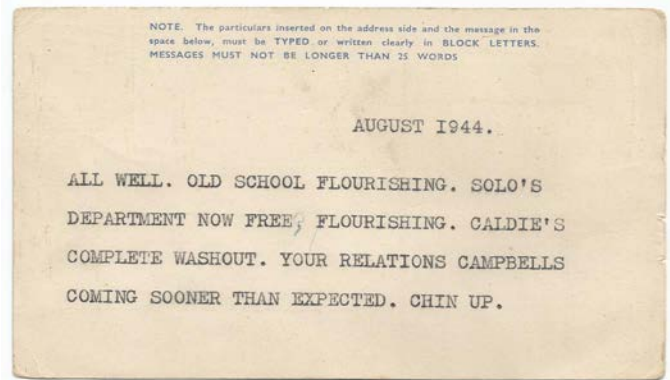 NOTE. The particulars inserted on the address side and the message in the
space below, must be TYPED or written clearly in BLOCK LETTERS.
MESSAGES MUST NOT BE LONGER THAN 25 WORDS
AUGUST I944.
ALL WELL. OLD SCHOOL FLOURISHING. SOLO'S
DEPARTMENT NOW FREE, FLOURISHING. CALDIE'S
COMPLETE WASHOUT. YOUR RELATIONS CAMPBELLS
COMING SOONER THAN EXPECTED. CHIN UP.